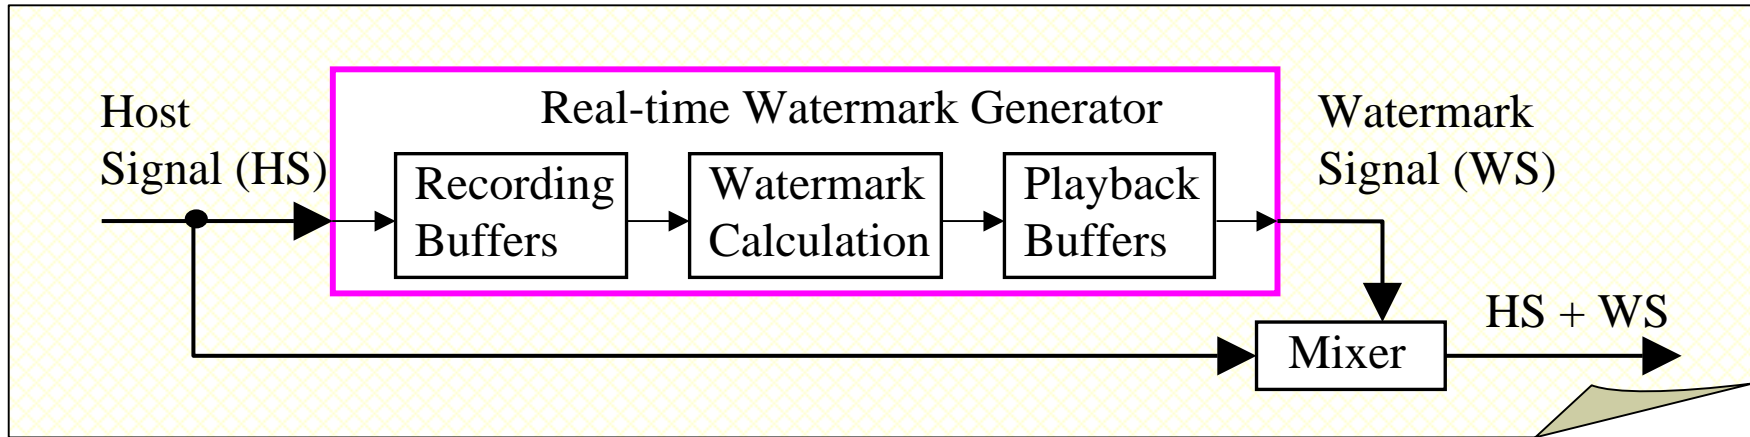 Real-time Watermark Generator
Host
Signal (HS)
Recording
Buffers
Watermark
Calculation
Playback
Buffers
Watermark
Signal (WS)
Mixer
HS + WS